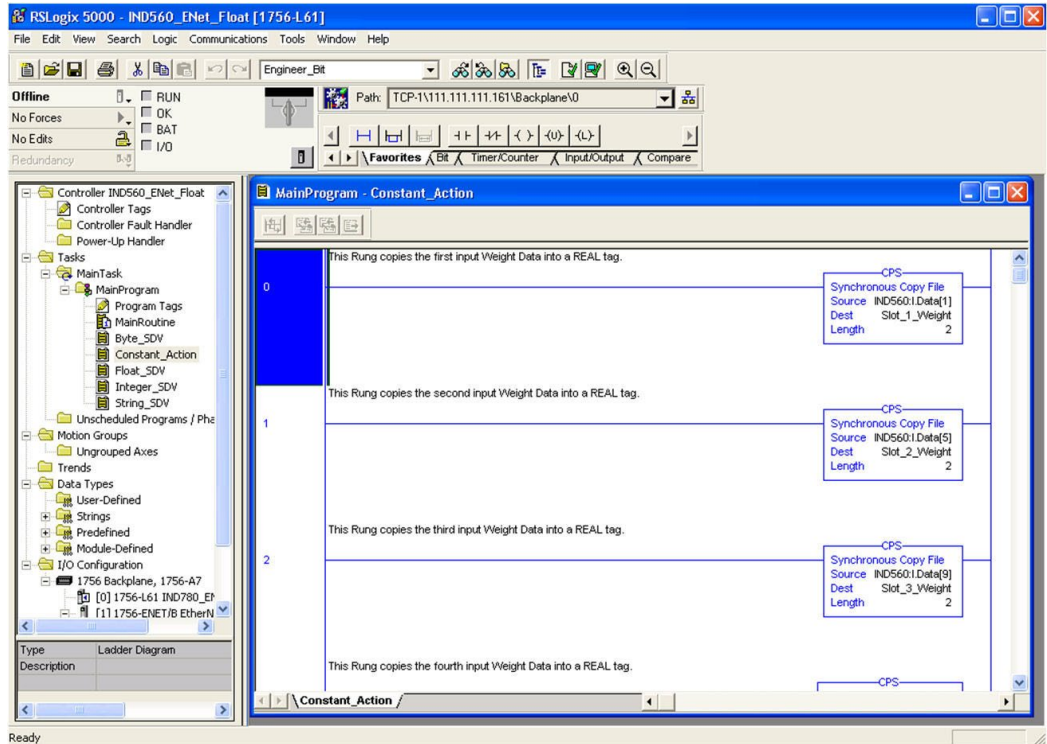 RSLogix 5000 - IND560_ENet_Float [1756-L61]
File Edit View Search Logic Communications Tools Window Help
Engineer_Bit
Offline
RUN
No Forces
OK
No Edits
BAT
Redundancy
I/O
Path: TCP-1\111.111.111.161\Backplane\0
Favorites
Bit
Timer/Counter
Input/Output
Compare
Controller IND560_ENet_Float
Controller Tags
Controller Fault Handler
Power-Up Handler
Tasks
MainTask
MainProgram
Program Tags
MainRoutine
Byte_SDV
Constant_Action
Float_SDV
Integer_SDV
String_SDV
Unscheduled Programs / Pha
Motion Groups
Ungrouped Axes
Trends
Data Types
User-Defined
Strings
Predefined
Module-Defined
I/O Configuration
1756 Backplane, 1756-A7
[0] 1756-L61 IND780_
[1] 1756-ENET/B EtherN
Type Ladder Diagram
Description
MainProgram - Constant_Action
This Rung copies the first input Weight Data into a REAL tag.
0
CPS
Synchronous Copy File
Source IND560:I.Data[1]
Dest Slot_1_Weight
Length 2
This Rung copies the second input Weight Data into a REAL tag.
1
CPS
Synchronous Copy File
Source IND560:I.Data[5]
Dest Slot_2_Weight
Length 2
This Rung copies the third input Weight Data into a REAL tag.
2
CPS
Synchronous Copy File
Source IND560:I.Data[9]
Dest Slot_3_Weight
Length 2
This Rung copies the fourth input Weight Data into a REAL tag.
CPS
Constant_Action
Ready